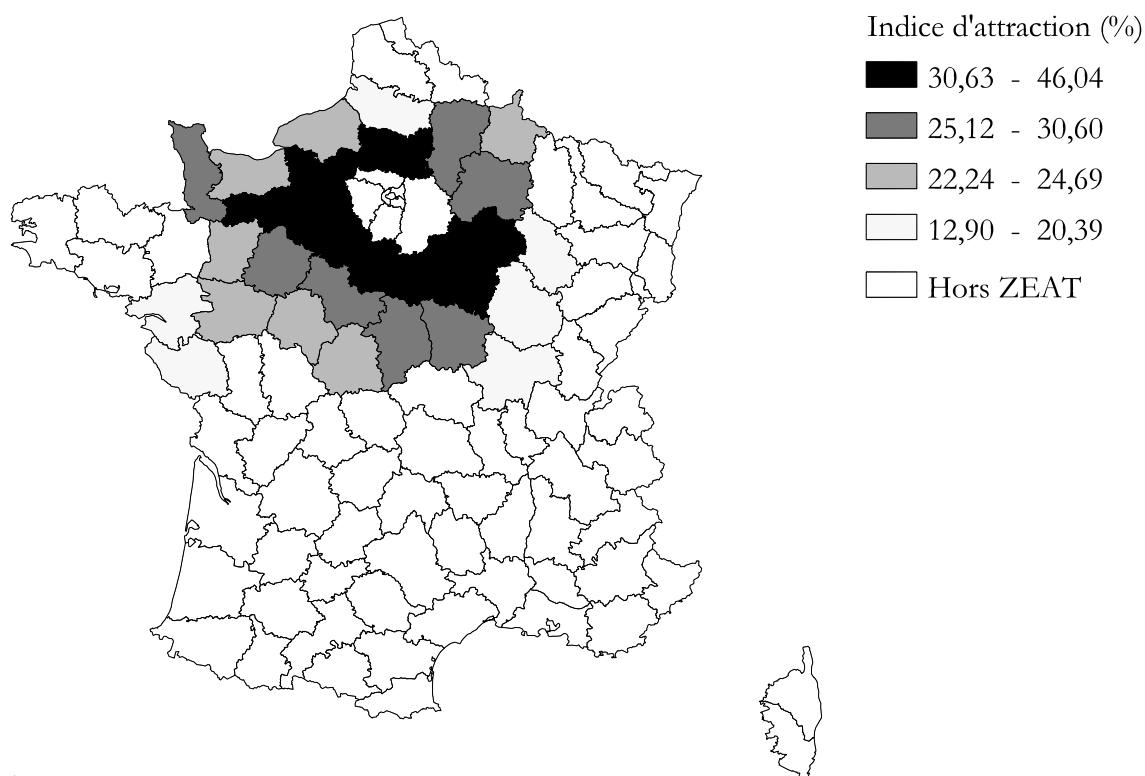 Indice d'attraction (%)
30,63 - 46,04
25,12 - 30,60
22,24 - 24,69
12,90 - 20,39
Hors ZEAT